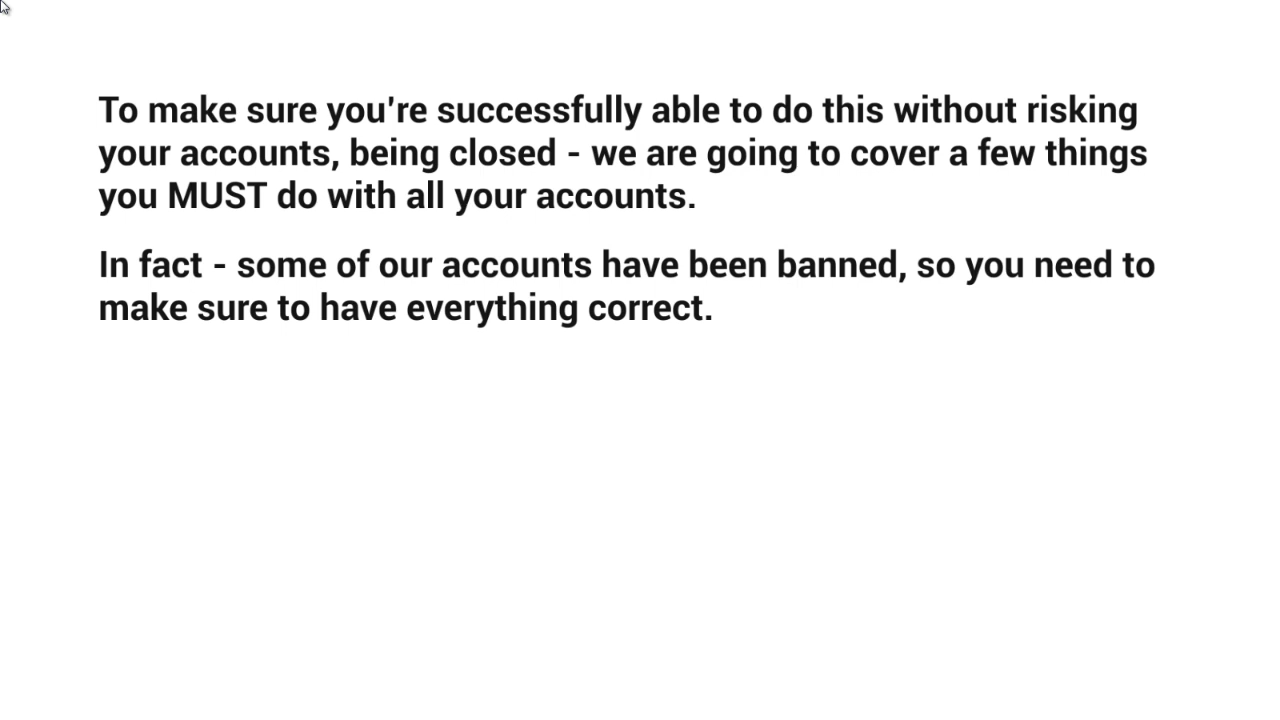 To make sure you're successfully able to do this without risking
your accounts, being closed - we are going to cover a few things
you MUST do with all your accounts.
In fact - some of our accounts have been banned, so you need to
make sure to have everything correct.